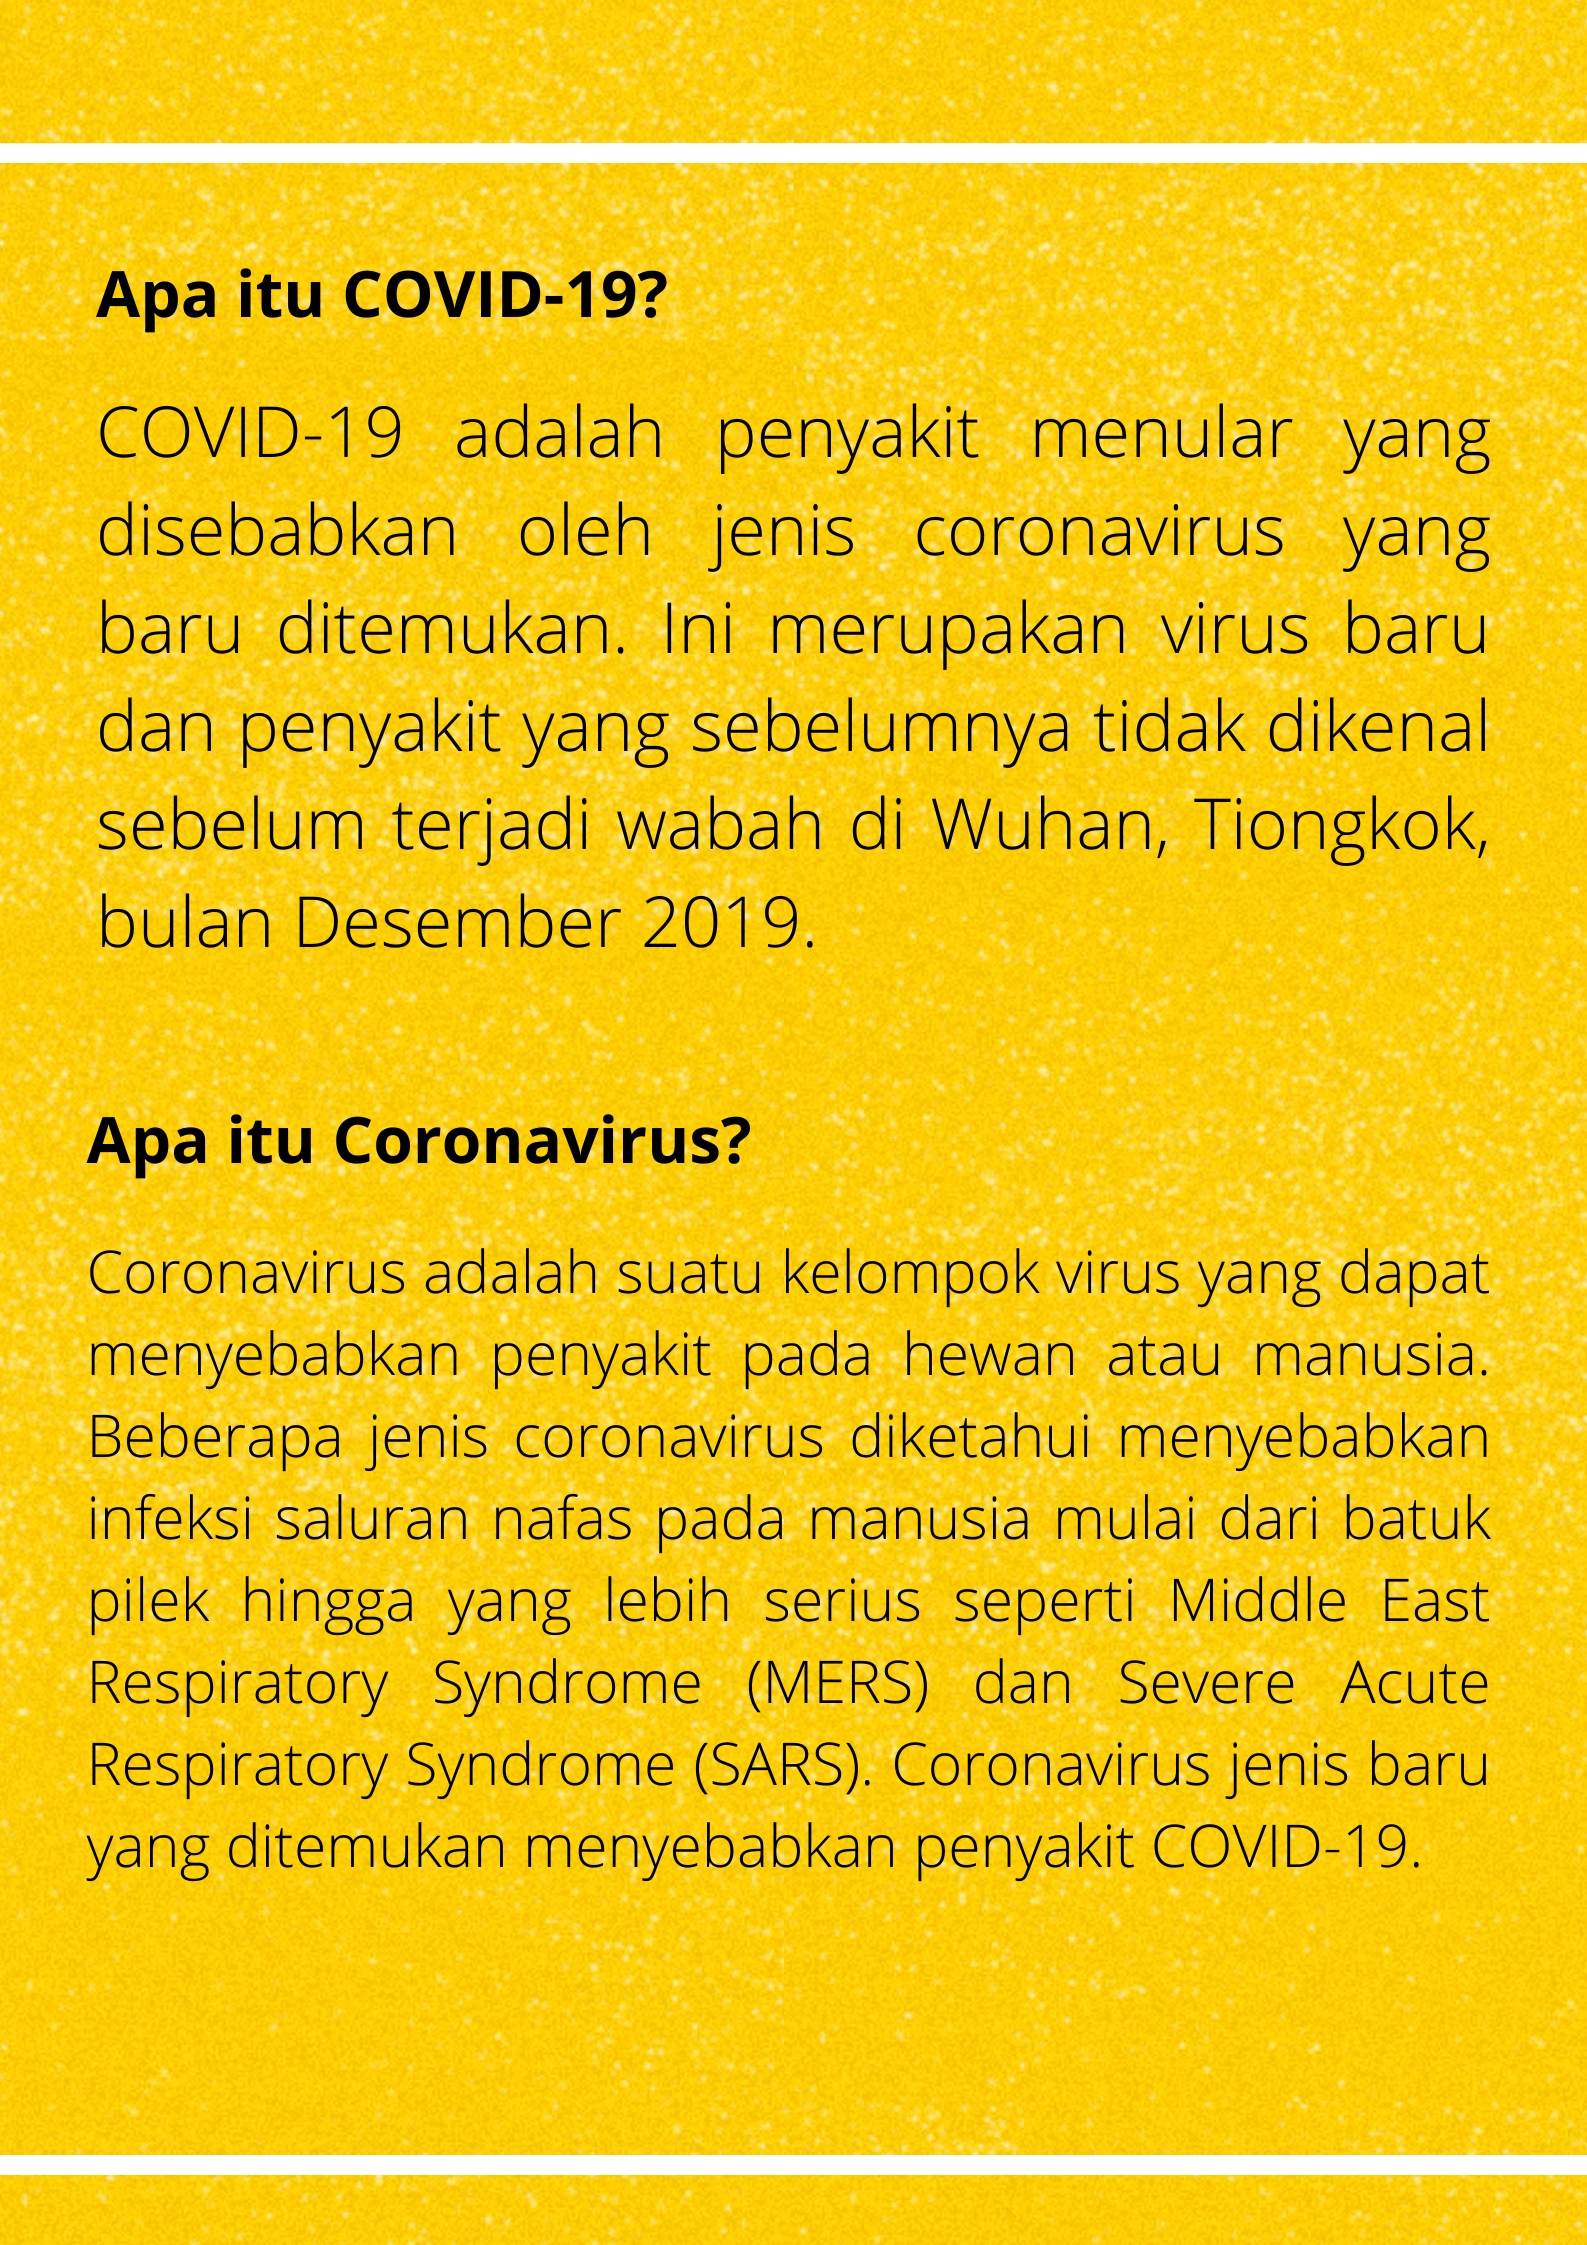 Apa itu COVID-19?
COVID-19 adalah penyakit menular yang
disebabkan oleh jenis coronavirus yang
baru ditemukan. Ini merupakan virus baru
dan penyakit yang sebelumnya tidak dikenal
sebelum terjadi wabah di Wuhan, Tiongkok,
bulan Desember 2019.
Apa itu Coronavirus?
Coronavirus adalah suatu kelompok virus yang dapat
menyebabkan penyakit pada hewan atau manusia.
Beberapa jenis coronavirus diketahui menyebabkan
infeksi saluran nafas pada manusia mulai dari batuk
pilek hingga yang lebih serius seperti Middle East
Respiratory Syndrome (MERS) dan Severe Acute
Respiratory Syndrome (SARS). Coronavirus jenis baru
yang ditemukan menyebabkan penyakit COVID-19.